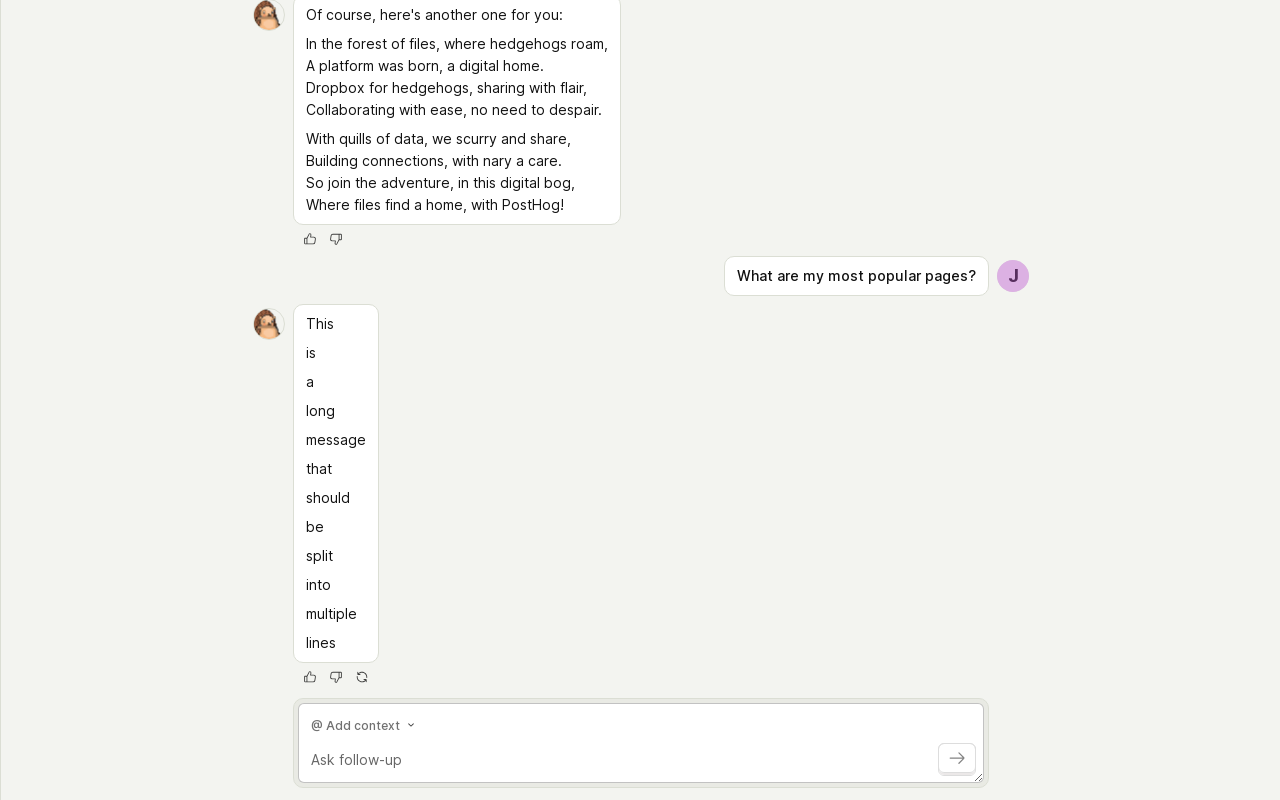 Of course, here's another one for you:
In the forest of files, where hedgehogs roam,
A platform was born, a digital home.
Dropbox for hedgehogs, sharing with flair,
Collaborating with ease, no need to despair.
With quills of data, we scurry and share,
Building connections, with nary a care.
So join the adventure, in this digital bog,
Where files find a home, with PostHog!
What are my most popular pages?
J
This
is
a
long
message
that
should
be
split
into
multiple
lines
@ Add context
Ask follow-up